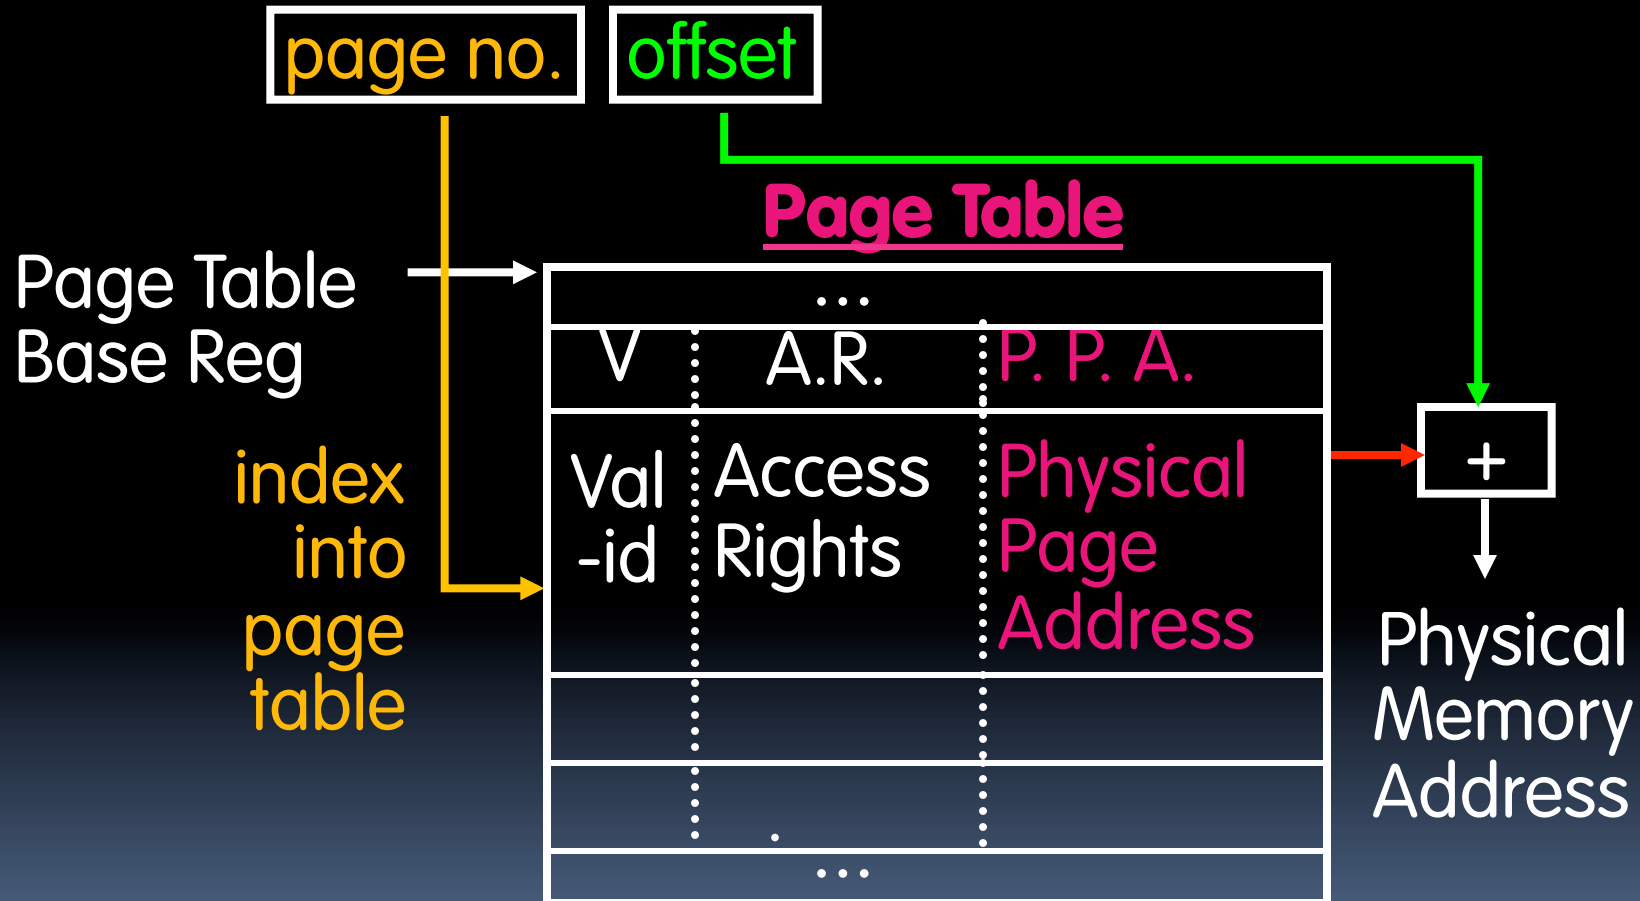 page no. offset
Page Table
Page Table
Base Reg
...
V A.R. P. P. A.
index
into
page
table
Val
-id
Access
Rights
Physical
Page
Address
+
Physical
Memory
Address
.
...